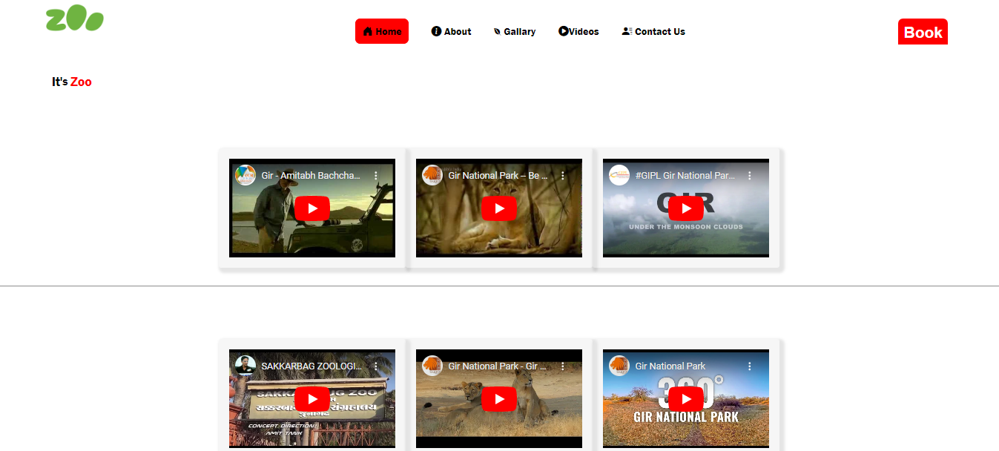 zoo
Home
About
Gallary
Videos
Contact Us
Book
It's Zoo
Gir - Amitabh Bachcha...
Gir National Park -- Be ...
#GIPL Gir National Par...
GIR
UNDER THE MONSOON CLOUDS
SAKKARBAG ZOOLOGI...
Gir National Park - Gir ...
Gir National Park
ZOO
360°
CONCEPT DIRECTION:
AMIT TANK
GIR NATIONAL PARK